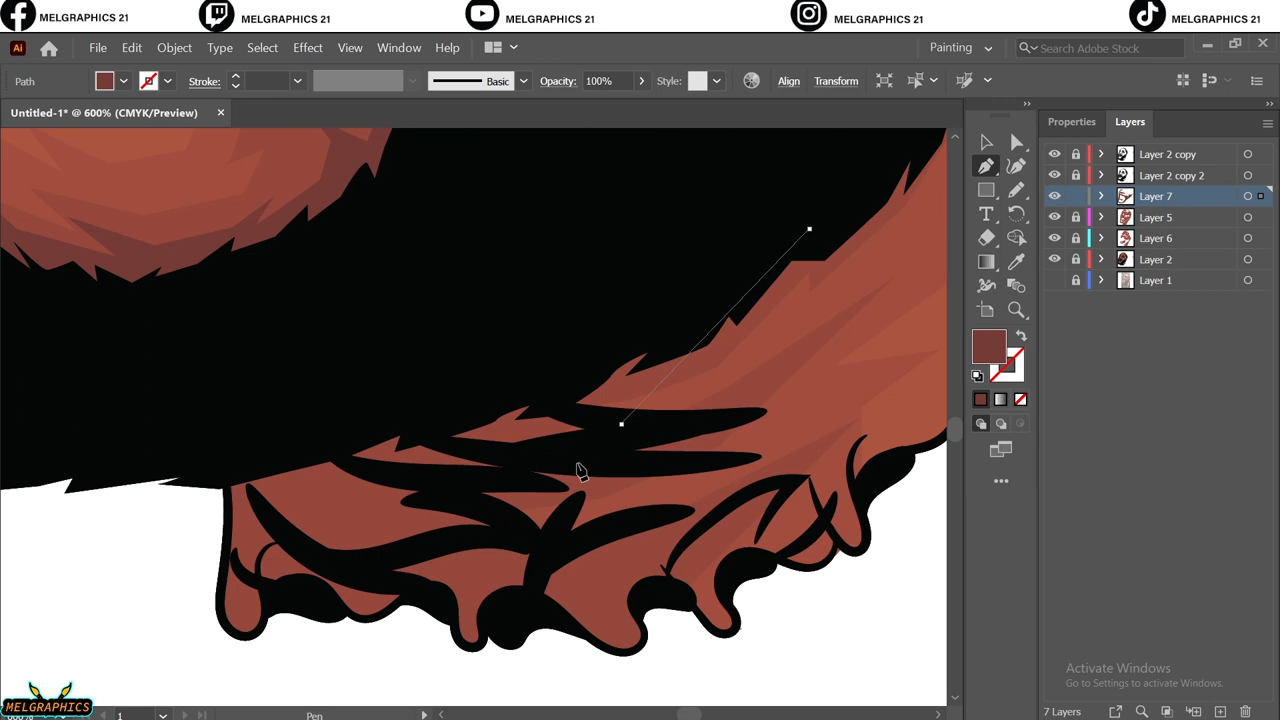 MELGRAPHICS 21 MELGRAPHICS 21 MELGRAPHICS 21 MELGRAPHICS 21 MELGRAPHICS 21
Ai File Edit Object Type Select Effect View Window Help Painting Search Adobe Stock
Path Stroke: Basic Opacity: 100% Style: Align Transform
Untitled-1* @ 600% (CMYK/Preview)
Properties Layers
Layer 2 copy
Layer 2 copy 2
Layer 7
Layer 5
Layer 6
Layer 2
Layer 1
Activate Windows
Go to Settings to activate Windows.
MELGRAPHICS
1 Pen 7 Layers